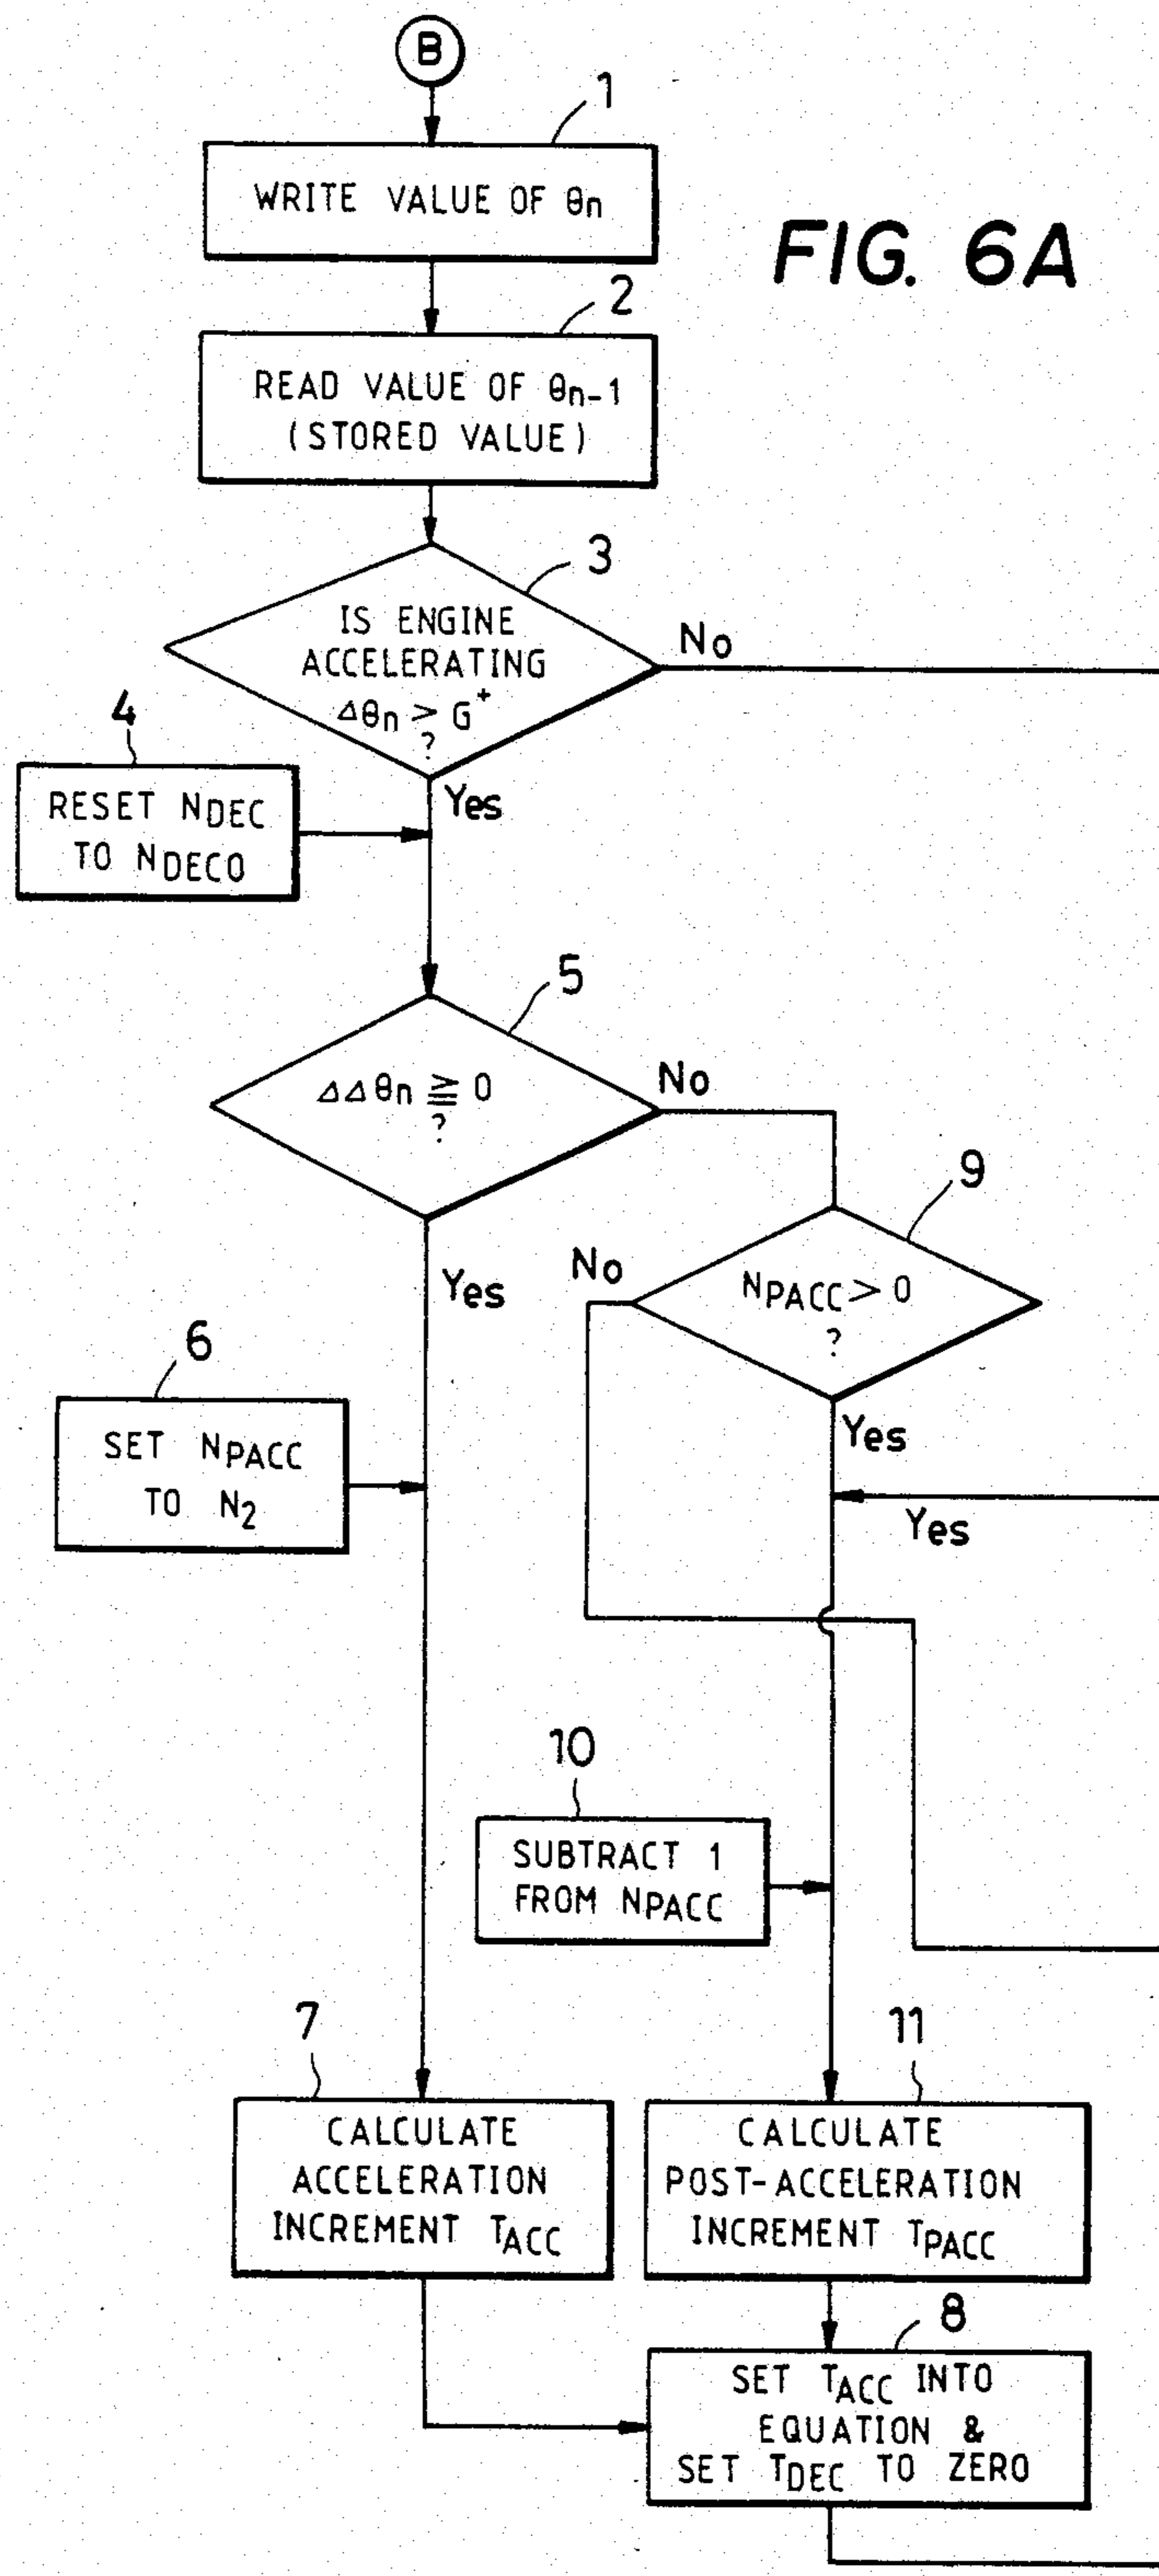 B
1
WRITE VALUE OF θn
FIG. 6A
2
READ VALUE OF θn-1
(STORED VALUE)
3
IS ENGINE
ACCELERATING
Δθn > G+
?
No
Yes
4
RESET NDEC
TO NDEC0
5
ΔΔθn ≧ 0
?
No
Yes
9
NPACC > 0
?
No
Yes
Yes
6
SET NPACC
TO N2
10
SUBTRACT 1
FROM NPACC
7
CALCULATE
ACCELERATION
INCREMENT TACC
11
CALCULATE
POST-ACCELERATION
INCREMENT TPACC
8
SET TACC INTO
EQUATION &
SET TDEC TO ZERO